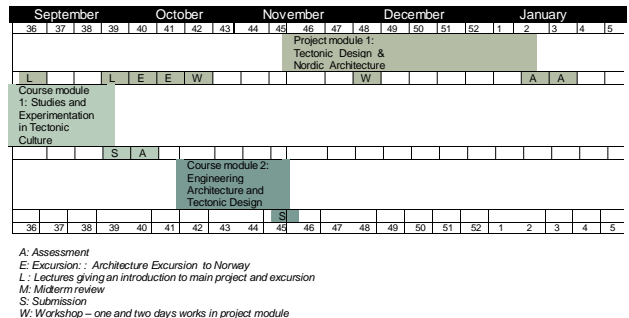 September October November December January
36 37 38 39 40 41 42 43 44 45 46 47 48 49 50 51 52 1 2 3 4 5
Project module 1:
Tectonic Design &
Nordic Architecture
L L E E W W A A
Course module
1: Studies and
Experimentation
in Tectonic
Culture
S A
Course module 2:
Engineering
Architecture and
Tectonic Design
S
36 37 38 39 40 41 42 43 44 45 46 47 48 49 50 51 52 1 2 3 4 5
A: Assessment
E: Excursion: : Architecture Excursion to Norway
L : Lectures giving an introduction to main project and excursion
M: Midterm review
S: Submission
W: Workshop – one and two days works in project module